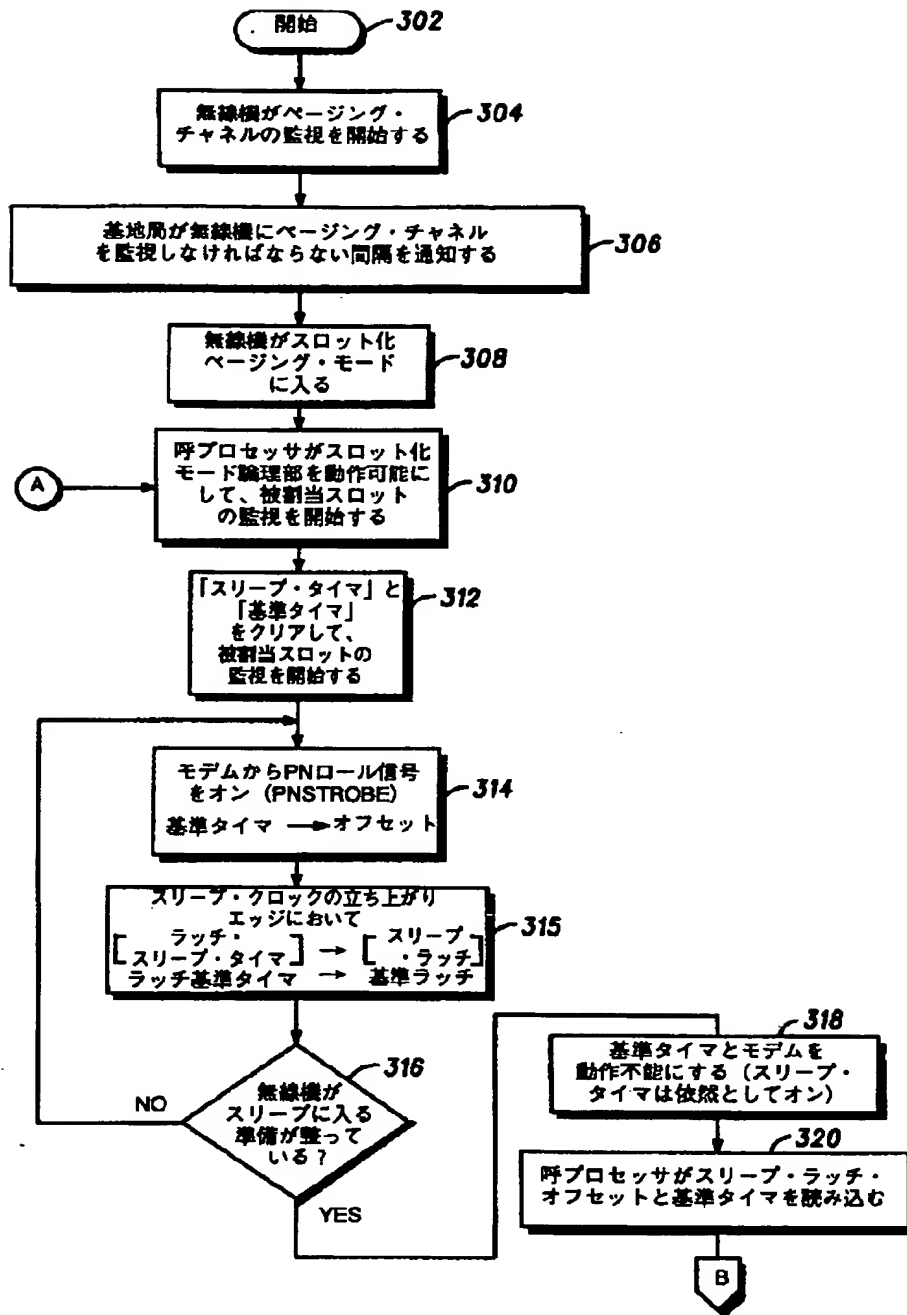 開始
302
無線機がページング・
チャネルの監視を開始する
304
基地局が無線機にページング・チャネル
を監視しなければならない間隔を通知する
306
無線機がスロット化
ページング・モード
に入る
308
A
呼プロセッサがスロット化
モード論理部を動作可能に
して、被割当スロット
の監視を開始する
310
「スリープ・タイマ」と
「基準タイマ」
をクリアして、
被割当スロットの
監視を開始する
312
モデムからPNロール信号
をオン (PNSTROBE)
基準タイマ → オフセット
314
スリープ・クロックの立ち上がり
エッジにおいて
[ラッチ・ → [スリープ
スリープ・タイマ] ・ラッチ]
ラッチ基準タイマ → 基準ラッチ
315
無線機が
スリープに入る
準備が整って
いる?
316
NO
YES
318
基準タイマとモデムを
動作不能にする (スリープ・
タイマは依然としてオン)
320
呼プロセッサがスリープ・ラッチ・
オフセットと基準タイマを読み込む
B